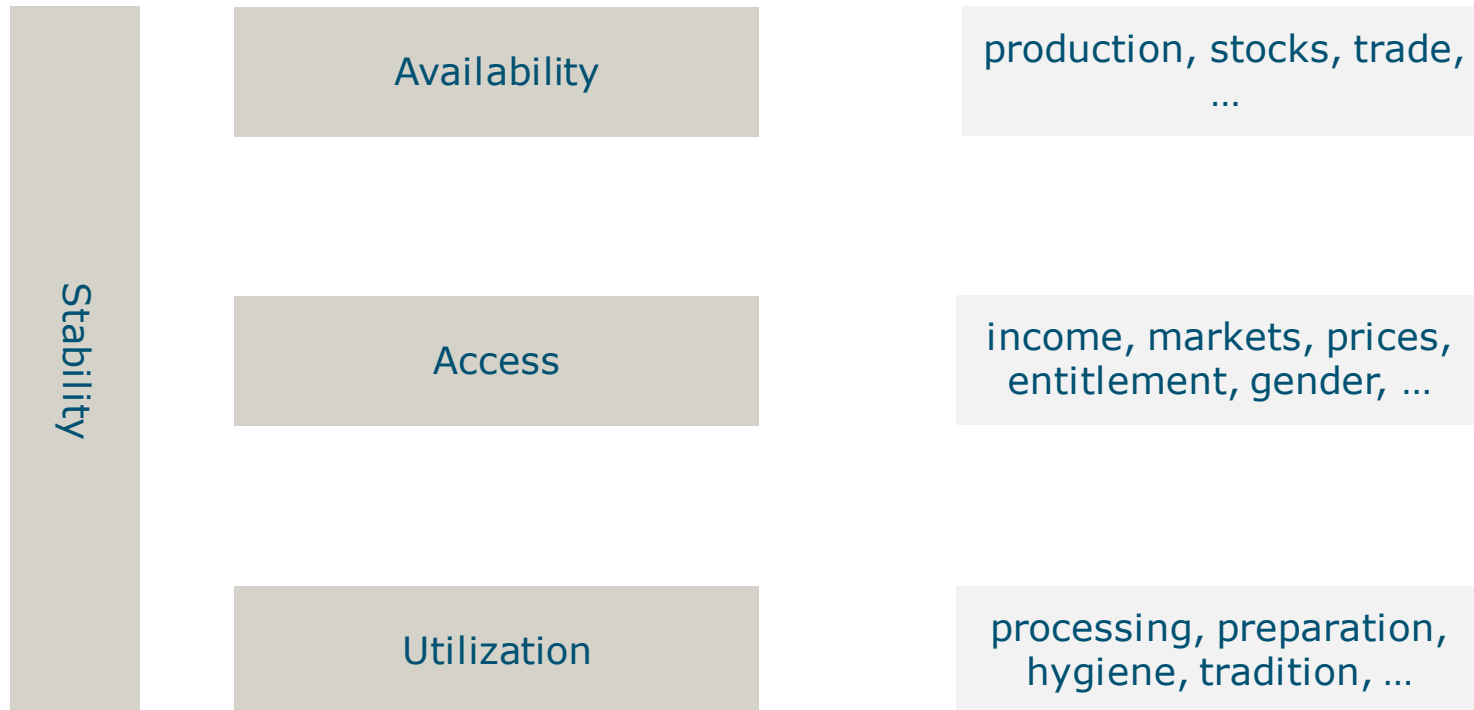 Stability
Availability
production, stocks, trade,
…
Access
income, markets, prices,
entitlement, gender, …
Utilization
processing, preparation,
hygiene, tradition, …